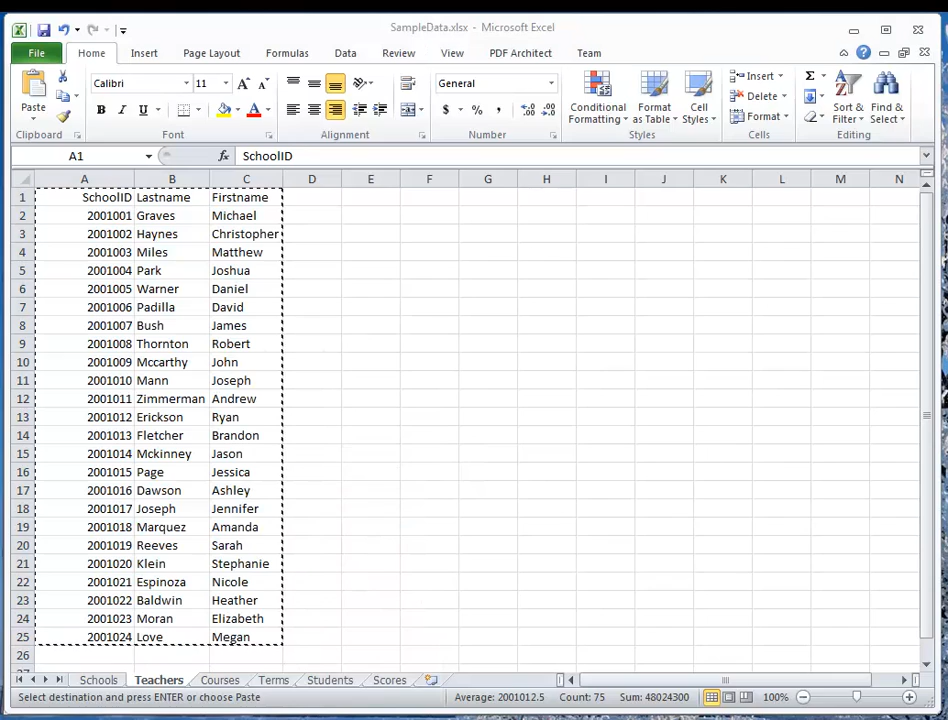 SampleData.xlsx - Microsoft Excel
File Home Insert Page Layout Formulas Data Review View PDF Architect Team
Calibri 11 General
Paste
B I U $ % ,
Conditional Formatting
Format as Table
Cell Styles
Insert
Delete
Format
Sort & Filter
Find & Select
Clipboard Font Alignment Number Styles Cells Editing
A1 fx SchoolID
A B C D E F G H I J K L M N
1 SchoolID Lastname Firstname
2 2001001 Graves Michael
3 2001002 Haynes Christopher
4 2001003 Miles Matthew
5 2001004 Park Joshua
6 2001005 Warner Daniel
7 2001006 Padilla David
8 2001007 Bush James
9 2001008 Thornton Robert
10 2001009 Mccarthy John
11 2001010 Mann Joseph
12 2001011 Zimmerman Andrew
13 2001012 Erickson Ryan
14 2001013 Fletcher Brandon
15 2001014 Mckinney Jason
16 2001015 Page Jessica
17 2001016 Dawson Ashley
18 2001017 Joseph Jennifer
19 2001018 Marquez Amanda
20 2001019 Reeves Sarah
21 2001020 Klein Stephanie
22 2001021 Espinoza Nicole
23 2001022 Baldwin Heather
24 2001023 Moran Elizabeth
25 2001024 Love Megan
26
Schools Teachers Courses Terms Students Scores
Select destination and press ENTER or choose Paste Average: 2001012.5 Count: 75 Sum: 48024300 100%